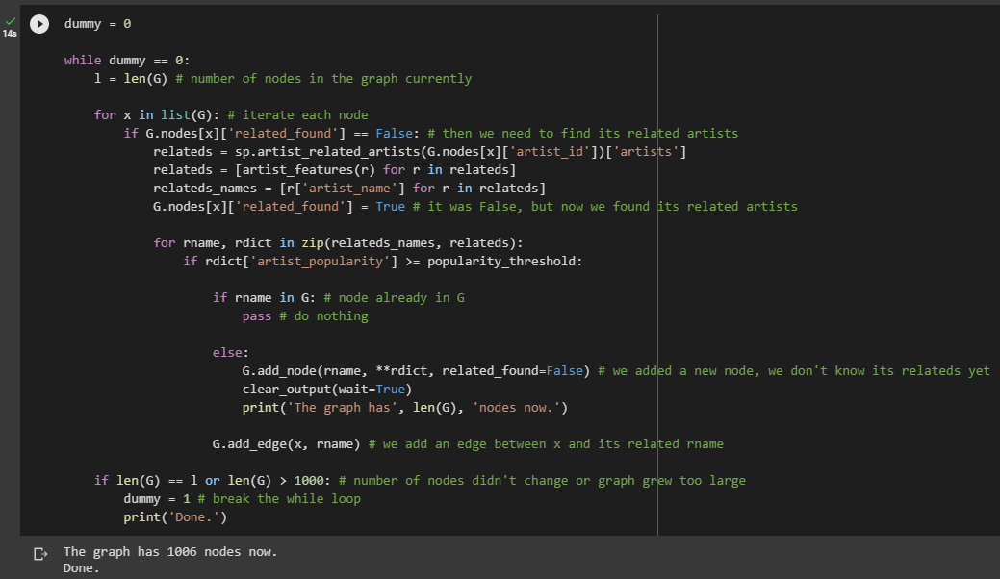 14s
dummy = 0
while dummy == 0:
l = len(G) # number of nodes in the graph currently
for x in list(G): # iterate each node
if G.nodes[x]['related_found'] == False: # then we need to find its related artists
relateds = sp.artist_related_artists(G.nodes[x]['artist_id'])['artists']
relateds = [artist_features(r) for r in relateds]
relateds_names = [r['artist_name'] for r in relateds]
G.nodes[x]['related_found'] = True # it was False, but now we found its related artists
for rname, rdict in zip(relateds_names, relateds):
if rdict['artist_popularity'] >= popularity_threshold:
if rname in G: # node already in G
pass # do nothing
else:
G.add_node(rname, **rdict, related_found=False) # we added a new node, we don't know its relateds yet
clear_output(wait=True)
print('The graph has', len(G), 'nodes now.')
G.add_edge(x, rname) # we add an edge between x and its related rname
if len(G) == l or len(G) > 1000: # number of nodes didn't change or graph grew too large
dummy = 1 # break the while loop
print('Done.')
The graph has 1006 nodes now.
Done.